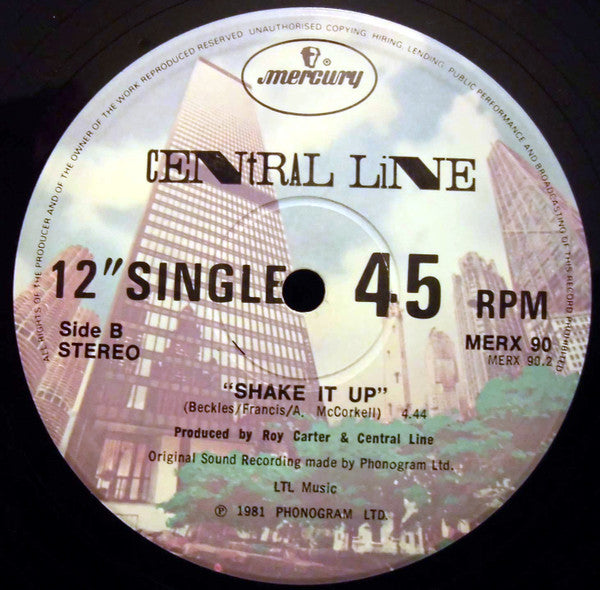 ALL RIGHTS OF THE PRODUCER AND OF THE OWNER OF THE WORK REPRODUCED RESERVED UNAUTHORISED COPYING, HIRING, LENDING, PUBLIC PERFORMANCE AND BROADCASTING OF THIS RECORD PROHIBITED
®
mercury
CENtRAL LiNE
12" SINGLE 45 RPM
Side B
STEREO
MERX 90
MERX 90.2
"SHAKE IT UP"
(Beckles/Francis/A. McCorkell) 4.44
Produced by Roy Carter & Central Line
Original Sound Recording made by Phonogram Ltd.
LTL Music
℗ 1981 PHONOGRAM LTD.